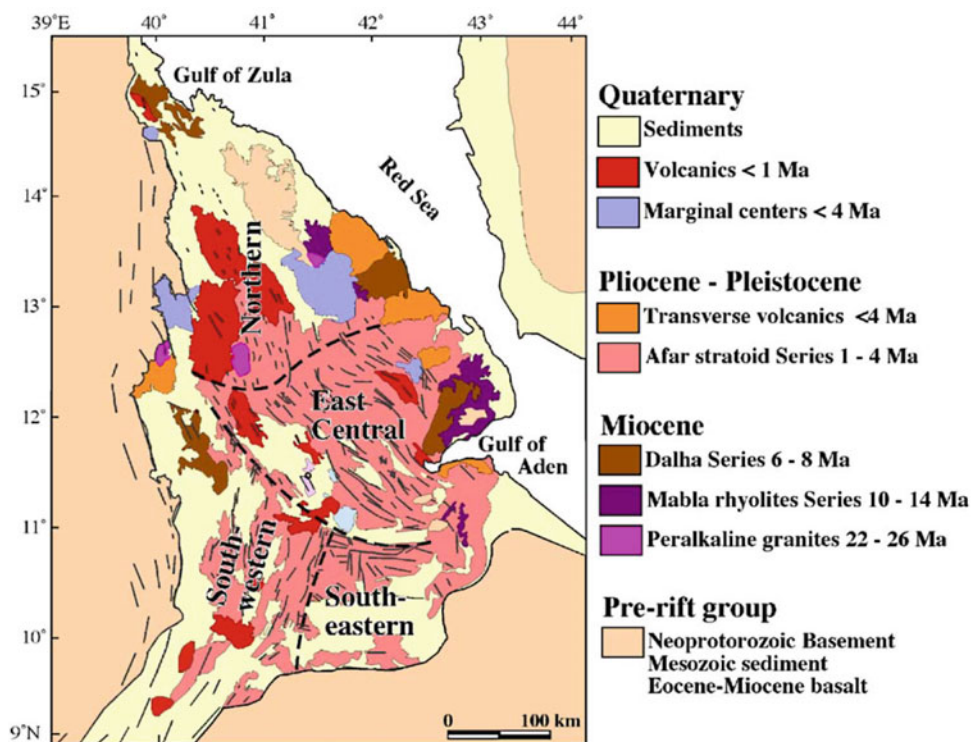 39°E 40° 41° 42° 43° 44°
15°
14°
13°
12°
11°
10°
9°N
Gulf of Zula
Red Sea
Northern
East
Central
Gulf of
Aden
South-
western
South-
eastern
0 100 km
Quaternary
Sediments
Volcanics < 1 Ma
Marginal centers < 4 Ma
Pliocene - Pleistocene
Transverse volcanics <4 Ma
Afar stratoid Series 1 - 4 Ma
Miocene
Dalha Series 6 - 8 Ma
Mabla rhyolites Series 10 - 14 Ma
Peralkaline granites 22 - 26 Ma
Pre-rift group
Neoprotorozoic Basement
Mesozoic sediment
Eocene-Miocene basalt